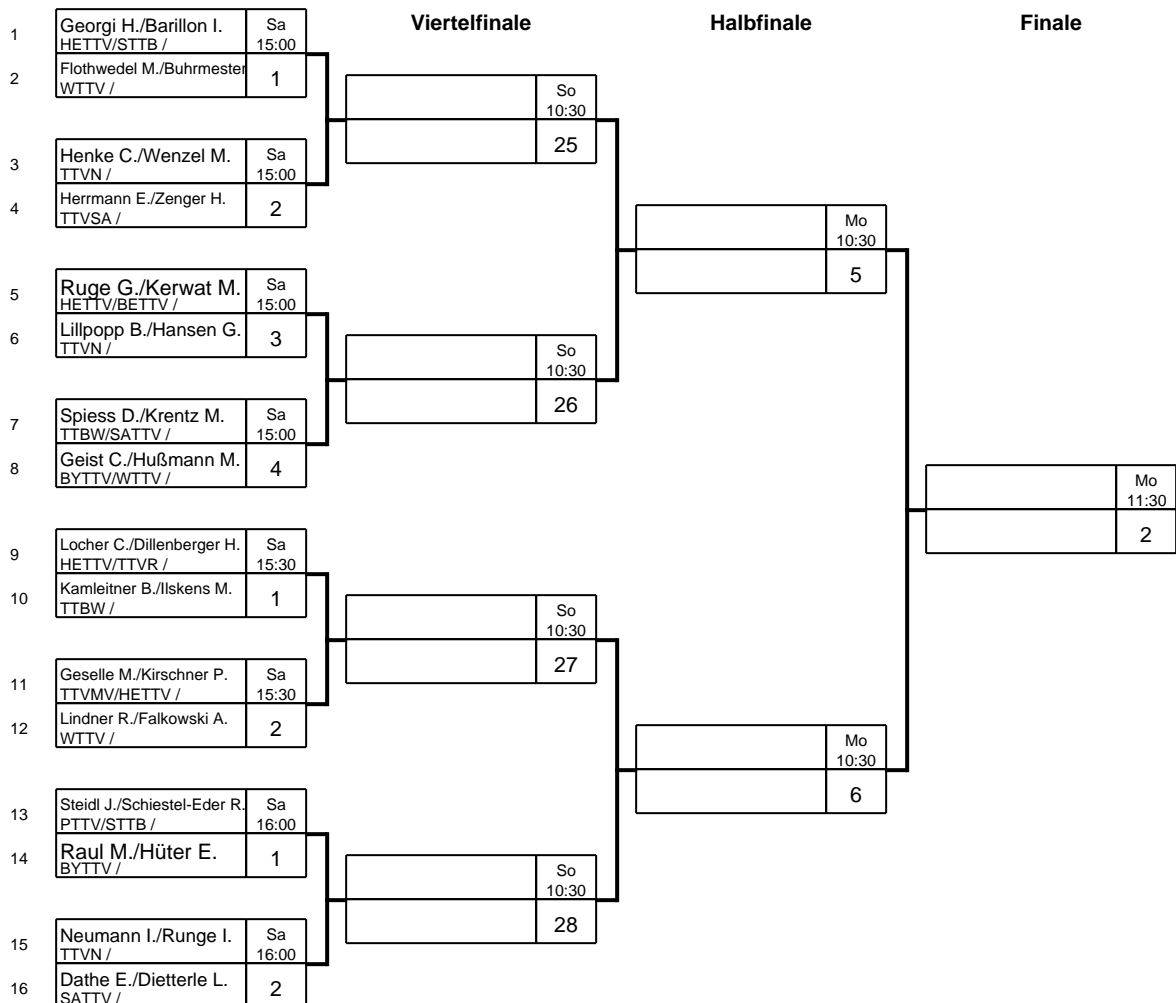 Viertelfinale
Halbfinale
Finale
1
Georgi H./Barillon I.
HETTV/STTB /
Sa
15:00
2
Flothwedel M./Buhrmester
WTTV /
1
So
10:30
25
3
Henke C./Wenzel M.
TTVN /
Sa
15:00
4
Herrmann E./Zenger H.
TTVSA /
2
Mo
10:30
5
5
Ruge G./Kerwat M.
HETTV/BETTV /
Sa
15:00
6
Lillpopp B./Hansen G.
TTVN /
3
So
10:30
26
7
Spiess D./Krentz M.
TTBW/SATTV /
Sa
15:00
8
Geist C./Hußmann M.
BYTTV/WTTV /
4
Mo
11:30
2
9
Locher C./Dillenberger H.
HETTV/TTVR /
Sa
15:30
10
Kamleitner B./Ilskens M.
TTBW /
1
So
10:30
27
11
Geselle M./Kirschner P.
TTVMV/HETTV /
Sa
15:30
12
Lindner R./Falkowski A.
WTTV /
2
Mo
10:30
6
13
Steidl J./Schiestel-Eder R.
PTTV/STTB /
Sa
16:00
14
Raul M./Hüter E.
BYTTV /
1
So
10:30
28
15
Neumann I./Runge I.
TTVN /
Sa
16:00
16
Dathe E./Dietterle L.
SATTV /
2